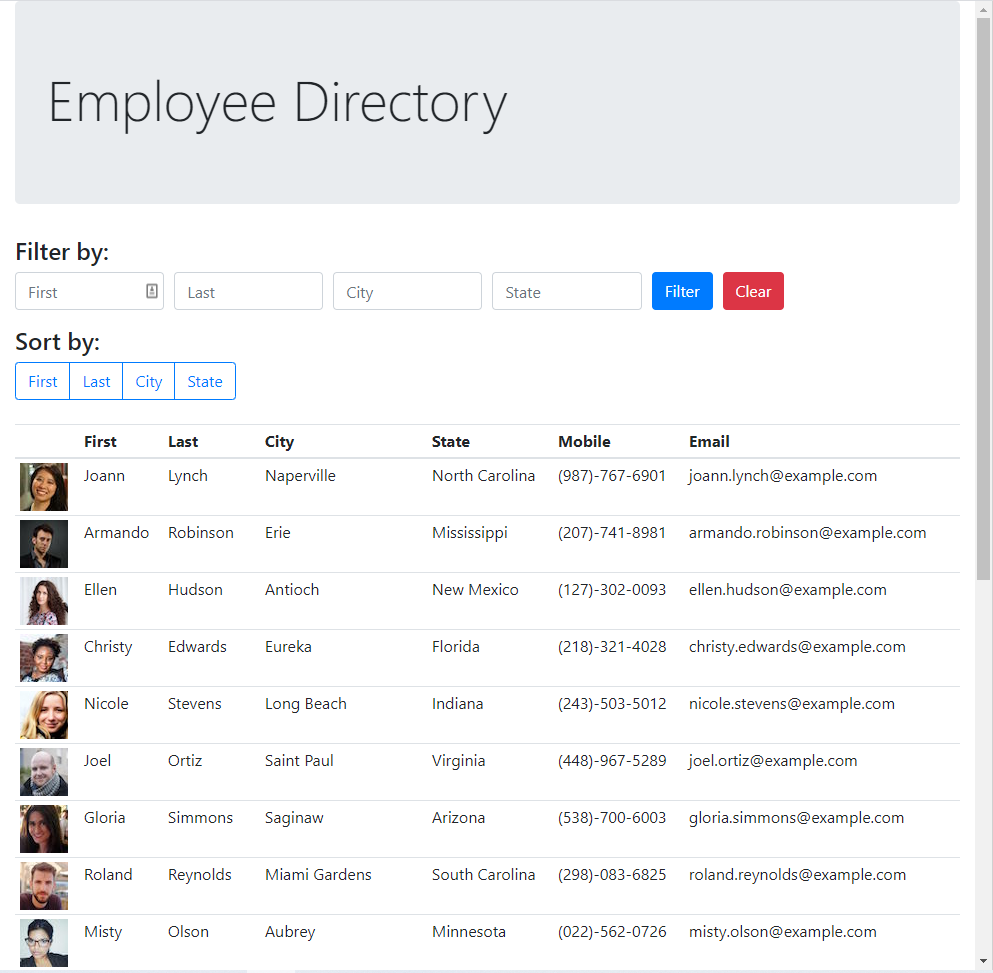 Employee Directory
Filter by:
First Last City State Filter Clear
Sort by:
First Last City State
First Last City State Mobile Email
Joann Lynch Naperville North Carolina (987)-767-6901 joann.lynch@example.com
Armando Robinson Erie Mississippi (207)-741-8981 armando.robinson@example.com
Ellen Hudson Antioch New Mexico (127)-302-0093 ellen.hudson@example.com
Christy Edwards Eureka Florida (218)-321-4028 christy.edwards@example.com
Nicole Stevens Long Beach Indiana (243)-503-5012 nicole.stevens@example.com
Joel Ortiz Saint Paul Virginia (448)-967-5289 joel.ortiz@example.com
Gloria Simmons Saginaw Arizona (538)-700-6003 gloria.simmons@example.com
Roland Reynolds Miami Gardens South Carolina (298)-083-6825 roland.reynolds@example.com
Misty Olson Aubrey Minnesota (022)-562-0726 misty.olson@example.com